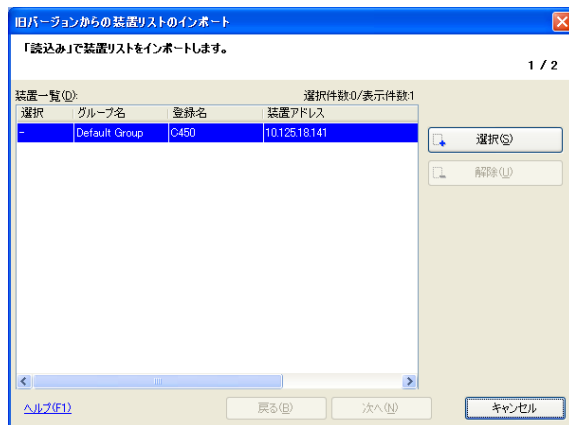 旧バージョンからの装置リストのインポート
「読込み」で装置リストをインポートします。
1 / 2
装置一覧(D): 選択件数:0/表示件数:1
選択 グループ名 登録名 装置アドレス
- Default Group C450 10.125.18.141
選択(S)
解除(U)
ヘルプ(F1) 戻る(B) 次へ(N) キャンセル